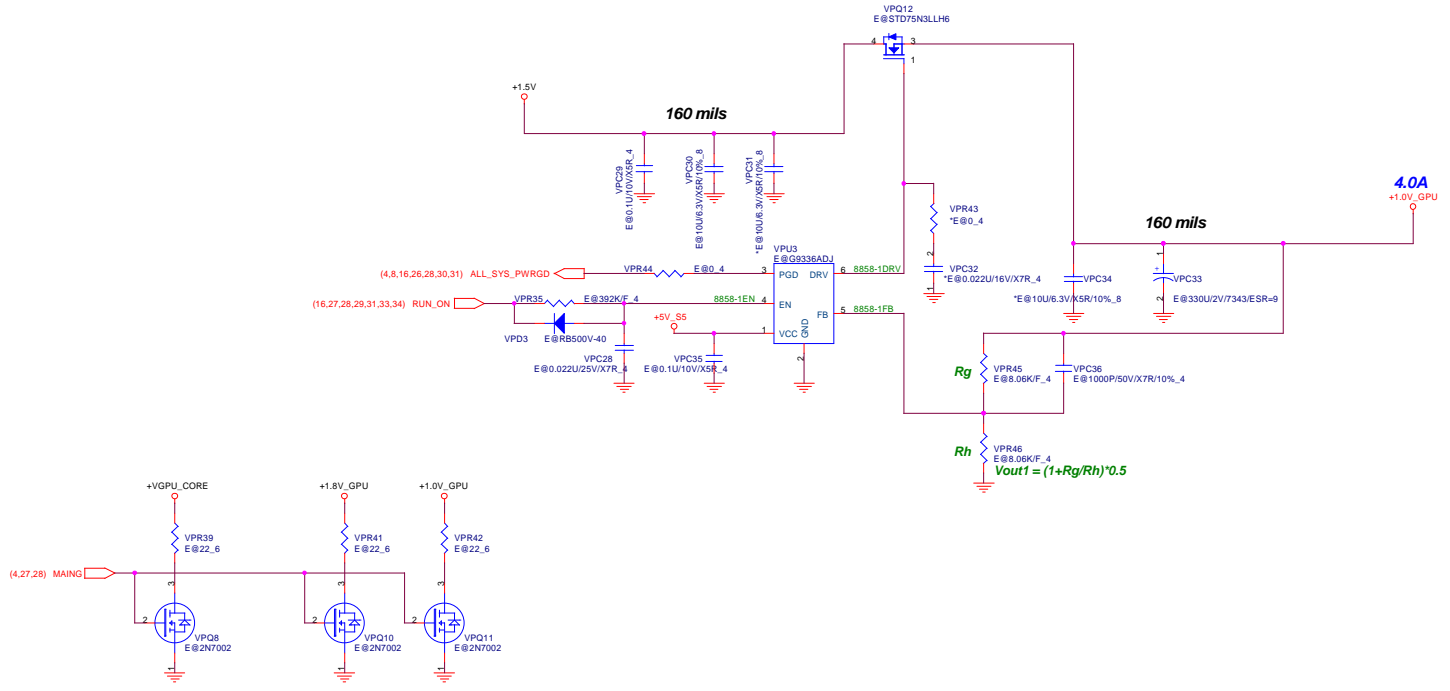 VPQ12
E@STD75N3LLH6
4
3
1
+1.5V
160 mils
VPC29
E@0.1U/10V/X5R_4
VPC30
E@10U/6.3V/X5R/10%_8
VPC31
*E@10U/6.3V/X5R/10%_8
4.0A
+1.0V_GPU
160 mils
VPR43
*E@0_4
2
1
VPC32
*E@0.022U/16V/X7R_4
VPC34
*E@10U/6.3V/X5R/10%_8
1
+
2
VPC33
E@330U/2V/7343/ESR=9
VPU3
E@G9336ADJ
(4,8,16,26,28,30,31) ALL_SYS_PWRGD
VPR44
E@0_4
3
PGD
DRV
6
8858-1DRV
(16,27,28,29,31,33,34) RUN_ON
VPR35
E@392K/F_4
8858-1EN
4
EN
FB
5
8858-1FB
VPD3
E@RB500V-40
+5V_S5
1
VCC
GND
2
VPC28
E@0.022U/25V/X7R_4
VPC35
E@0.1U/10V/X5R_4
Rg
VPR45
E@8.06K/F_4
VPC36
E@1000P/50V/X7R/10%_4
Rh
VPR46
E@8.06K/F_4
Vout1 = (1+Rg/Rh)*0.5
+VGPU_CORE
+1.8V_GPU
+1.0V_GPU
VPR39
E@22_6
VPR41
E@22_6
VPR42
E@22_6
(4,27,28) MAING
3
2
1
VPQ8
E@2N7002
3
2
1
VPQ10
E@2N7002
3
2
1
VPQ11
E@2N7002